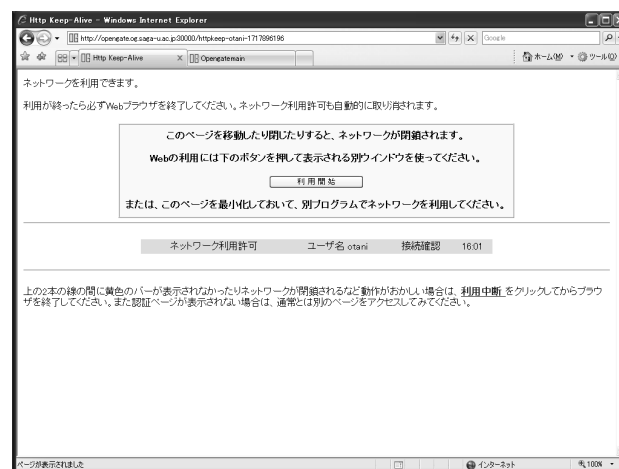 Http Keep-Alive - Windows Internet Explorer
http://opengate.og.saga-u.ac.jp:30000/httpkeep-otani-1717896196
Google
Http Keep-Alive
Opengatemain
ホーム(M)
ツール(O)
ネットワークを利用できます。
利用が終ったら必ずWebブラウザを終了してください。ネットワーク利用許可も自動的に取り消されます。
このページを移動したり閉じたりすると、ネットワークが閉鎖されます。
Webの利用には下のボタンを押して表示される別ウインドウを使ってください。
利用開始
または、このページを最小化しておいて、別プログラムでネットワークを利用してください。
ネットワーク利用許可 ユーザ名 otani 接続確認 16:01
上の2本の線の間に黄色のバーが表示されなかったりネットワークが閉鎖されるなど動作がおかしい場合は、利用中断 をクリックしてからブラウ
ザを終了してください。また認証ページが表示されない場合は、通常とは別のページをアクセスしてみてください。
ページが表示されました
インターネット
100%